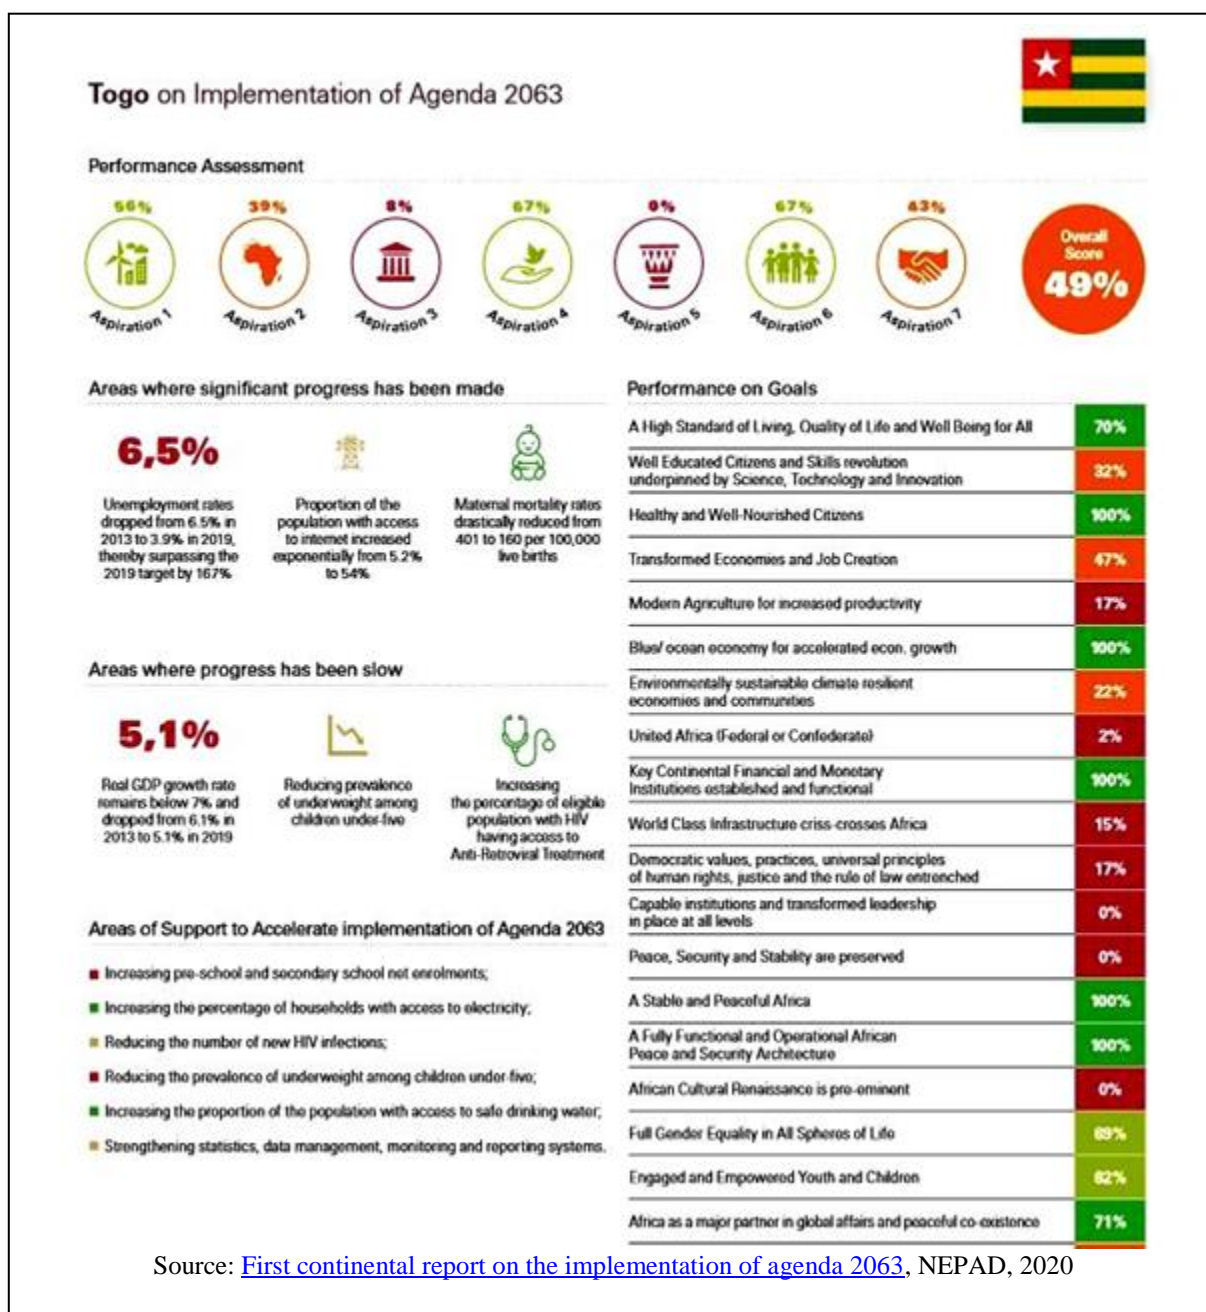 Togo on Implementation of Agenda 2063
Performance Assessment
56%
39%
8%
67%
0%
67%
43%
Aspiration 1
Aspiration 2
Aspiration 3
Aspiration 4
Aspiration 5
Aspiration 6
Aspiration 7
Overall
Score
49%
Areas where significant progress has been made
6,5%
Unemployment rates
dropped from 6.5% in
2013 to 3.9% in 2019,
thereby surpassing the
2019 target by 167%
Proportion of the
population with access
to internet increased
exponentially from 5.2%
to 54%
Maternal mortality rates
drastically reduced from
401 to 160 per 100,000
live births
Areas where progress has been slow
5,1%
Real GDP growth rate
remains below 7% and
dropped from 6.1% in
2013 to 5.1% in 2019
Reducing prevalence
of underweight among
children under-five
Increasing
the percentage of eligible
population with HIV
having access to
Anti-Retroviral Treatment
Areas of Support to Accelerate implementation of Agenda 2063
Increasing pre-school and secondary school net enrolments;
Increasing the percentage of households with access to electricity;
Reducing the number of new HIV infections;
Reducing the prevalence of underweight among children under-five;
Increasing the proportion of the population with access to safe drinking water;
Strengthening statistics, data management, monitoring and reporting systems.
Performance on Goals
A High Standard of Living, Quality of Life and Well Being for All 70%
Well Educated Citizens and Skills revolution
underpinned by Science, Technology and Innovation 32%
Healthy and Well-Nourished Citizens 100%
Transformed Economies and Job Creation 47%
Modern Agriculture for increased productivity 17%
Blue/ ocean economy for accelerated econ. growth 100%
Environmentally sustainable climate resilient
economies and communities 22%
United Africa (Federal or Confederate) 2%
Key Continental Financial and Monetary
Institutions established and functional 100%
World Class Infrastructure criss-crosses Africa 15%
Democratic values, practices, universal principles
of human rights, justice and the rule of law entrenched 17%
Capable institutions and transformed leadership
in place at all levels 0%
Peace, Security and Stability are preserved 0%
A Stable and Peaceful Africa 100%
A Fully Functional and Operational African
Peace and Security Architecture 100%
African Cultural Renaissance is pre-eminent 0%
Full Gender Equality in All Spheres of Life 69%
Engaged and Empowered Youth and Children 62%
Africa as a major partner in global affairs and peaceful co-existence 71%
Source: First continental report on the implementation of agenda 2063, NEPAD, 2020